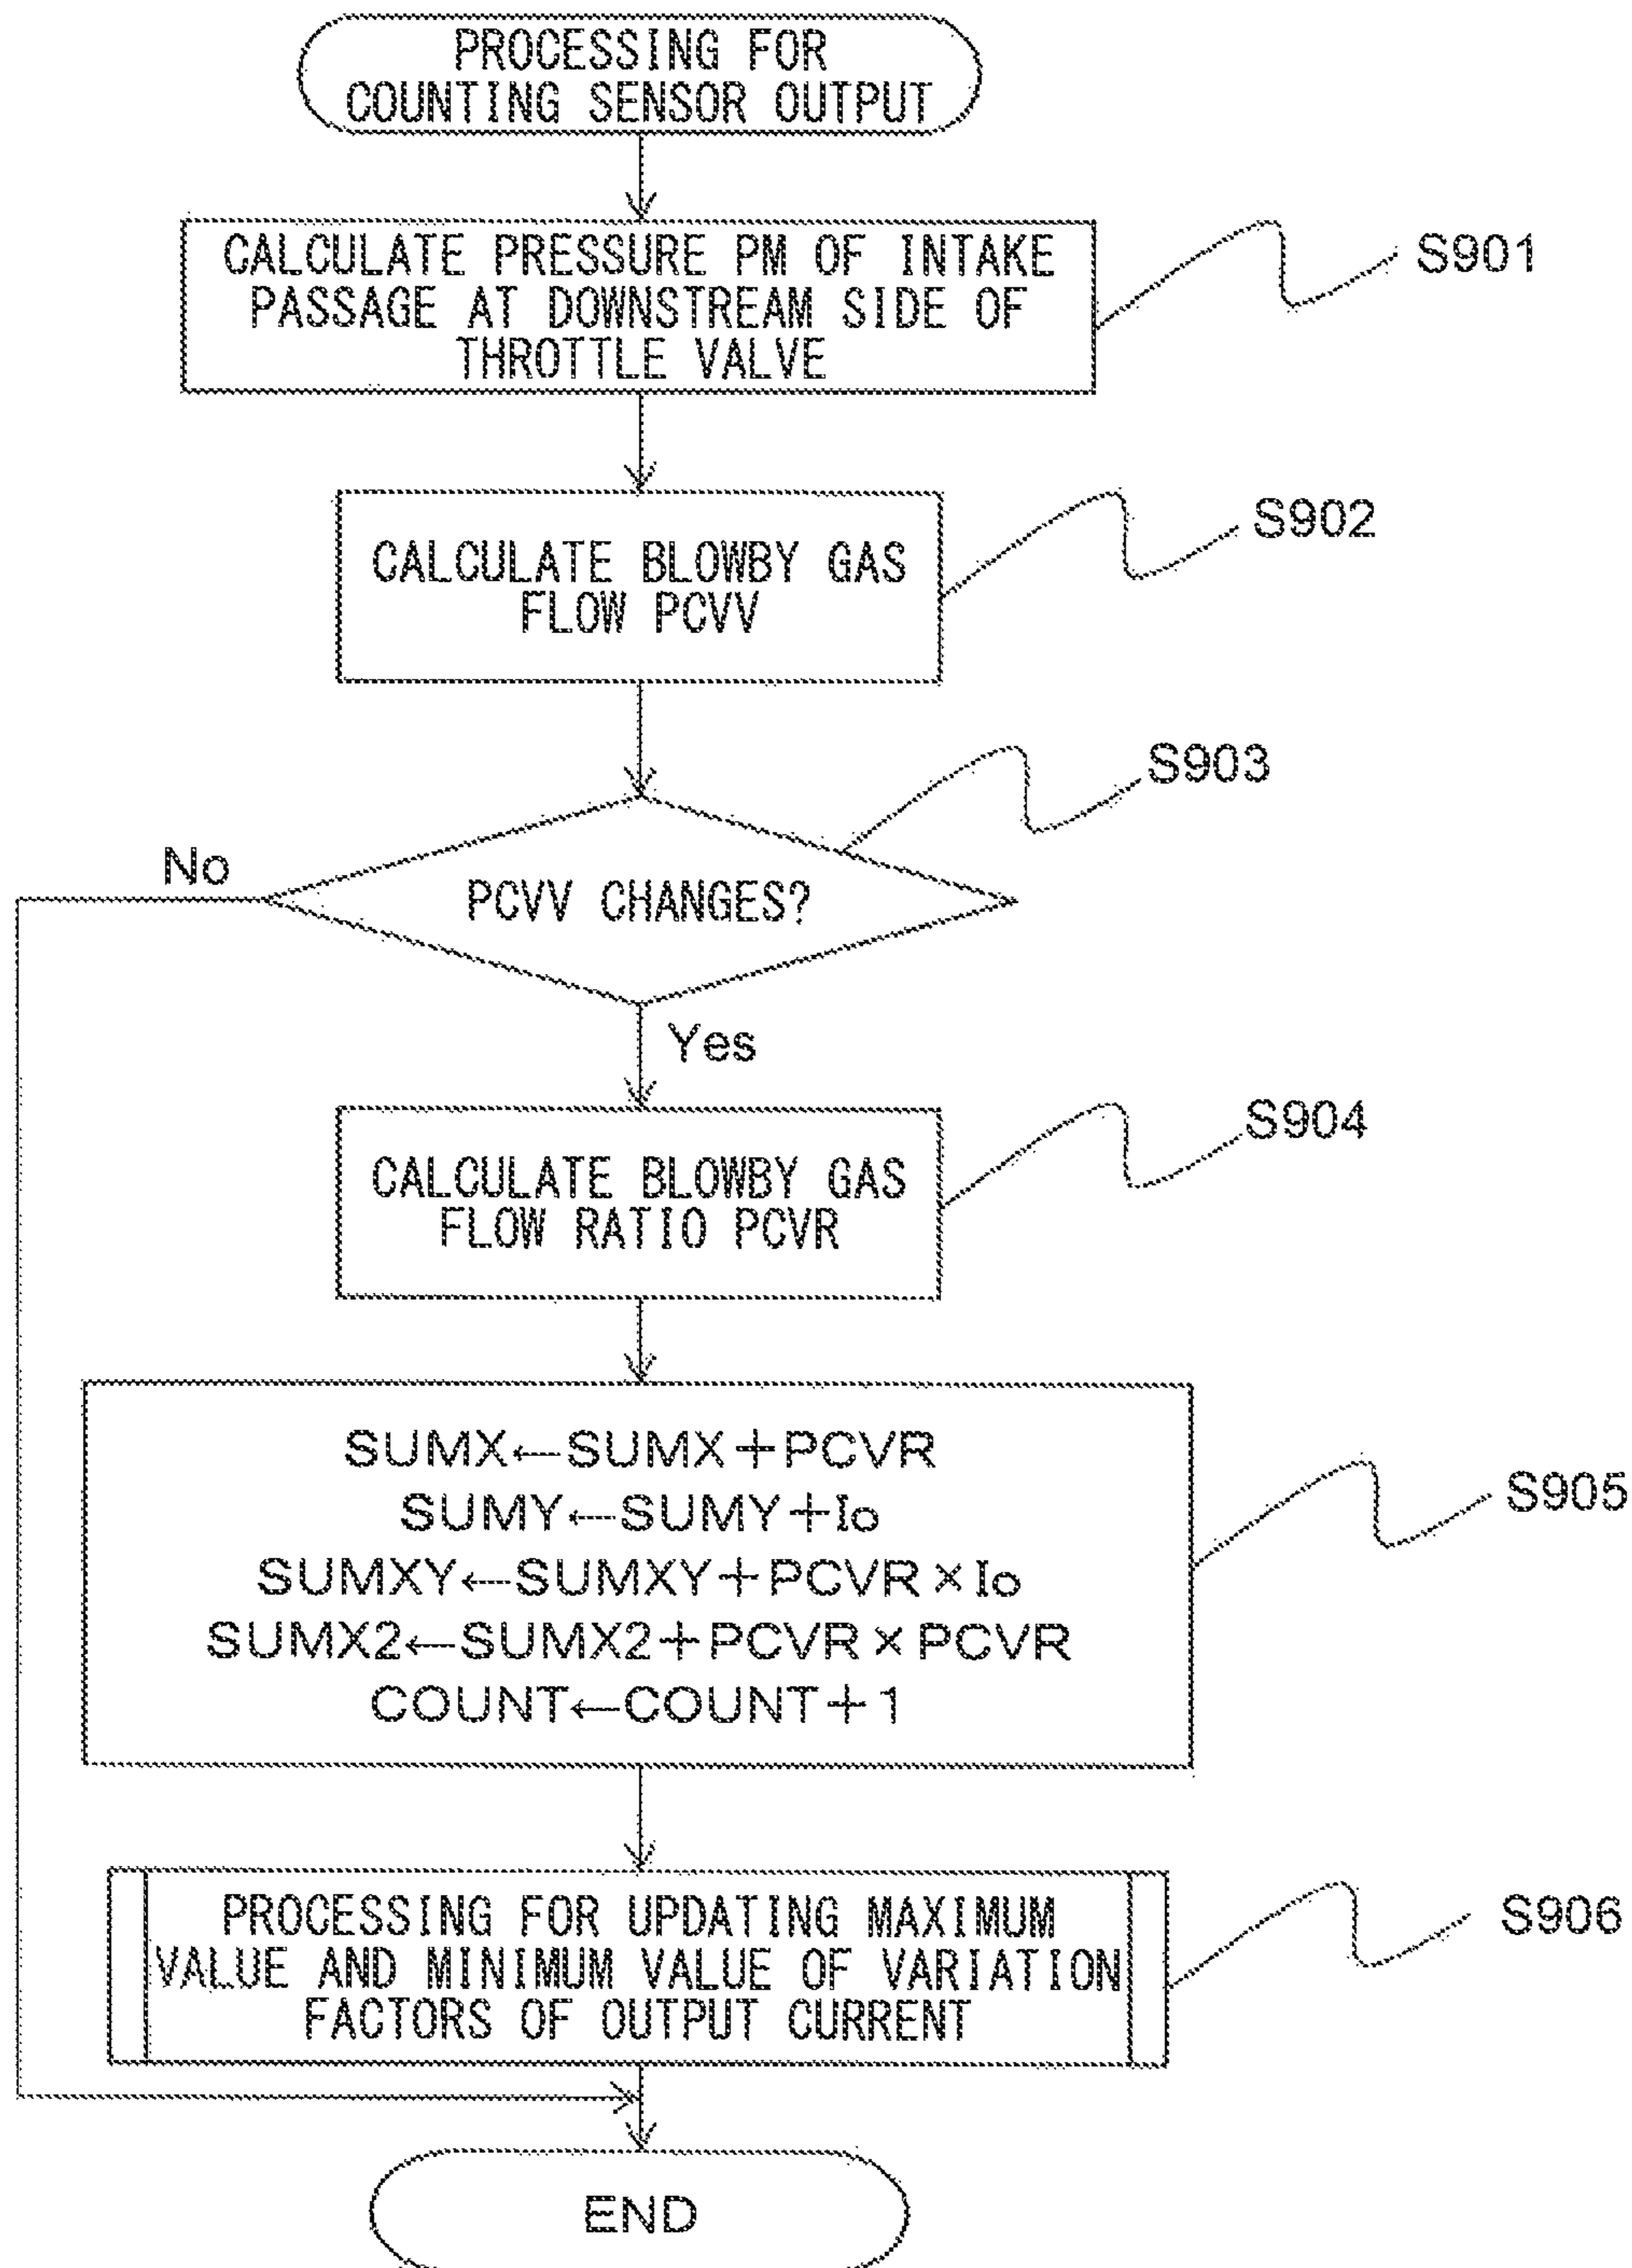 PROCESSING FOR
COUNTING SENSOR OUTPUT
CALCULATE PRESSURE PM OF INTAKE
PASSAGE AT DOWNSTREAM SIDE OF
THROTTLE VALVE
S901
CALCULATE BLOWBY GAS
FLOW PCVV
S902
PCVV CHANGES?
S903
No
Yes
CALCULATE BLOWBY GAS
FLOW RATIO PCVR
S904
SUMX←SUMX+PCVR
SUMY←SUMY+Io
SUMXY←SUMXY+PCVR×Io
SUMX2←SUMX2+PCVR×PCVR
COUNT←COUNT+1
S905
PROCESSING FOR UPDATING MAXIMUM
VALUE AND MINIMUM VALUE OF VARIATION
FACTORS OF OUTPUT CURRENT
S906
END